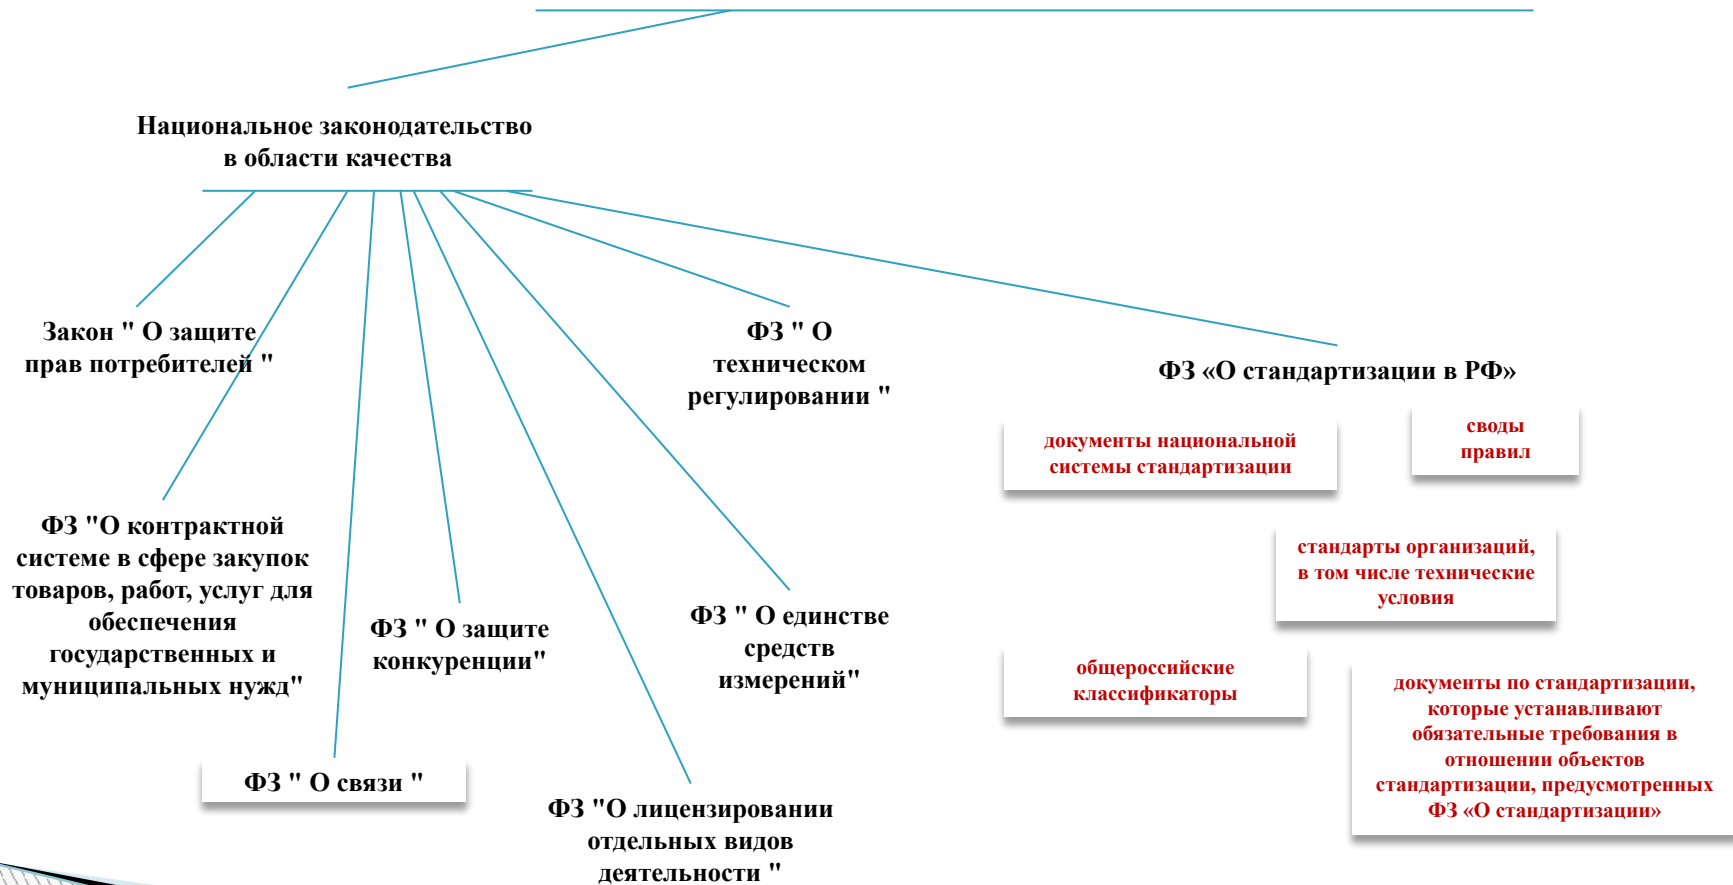 Национальное законодательство
в области качества
Закон " О защите
прав потребителей "
ФЗ " О
техническом
регулировании "
ФЗ «О стандартизации в РФ»
документы национальной
системы стандартизации
своды
правил
стандарты организаций,
в том числе технические
условия
общероссийские
классификаторы
документы по стандартизации,
которые устанавливают
обязательные требования в
отношении объектов
стандартизации, предусмотренных
ФЗ «О стандартизации»
ФЗ "О контрактной
системе в сфере закупок
товаров, работ, услуг для
обеспечения
государственных и
муниципальных нужд"
ФЗ " О защите
конкуренции"
ФЗ " О единстве
средств
измерений"
ФЗ " О связи "
ФЗ "О лицензировании
отдельных видов
деятельности "